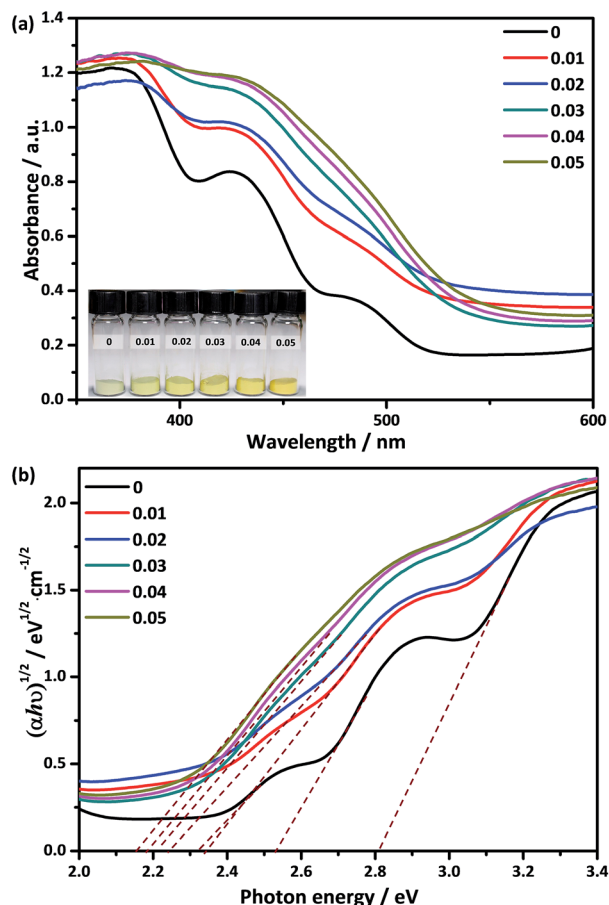 (a)
1.4
1.2
1.0
0.8
0.6
0.4
0.2
0.0
Absorbance / a.u.
0
0.01
0.02
0.03
0.04
0.05
0 0.01 0.02 0.03 0.04 0.05
400 500 600
Wavelength / nm
(b)
2.0
1.5
1.0
0.5
0.0
(αhυ)^1/2 / eV^1/2·cm^-1/2
0
0.01
0.02
0.03
0.04
0.05
2.0 2.2 2.4 2.6 2.8 3.0 3.2 3.4
Photon energy / eV